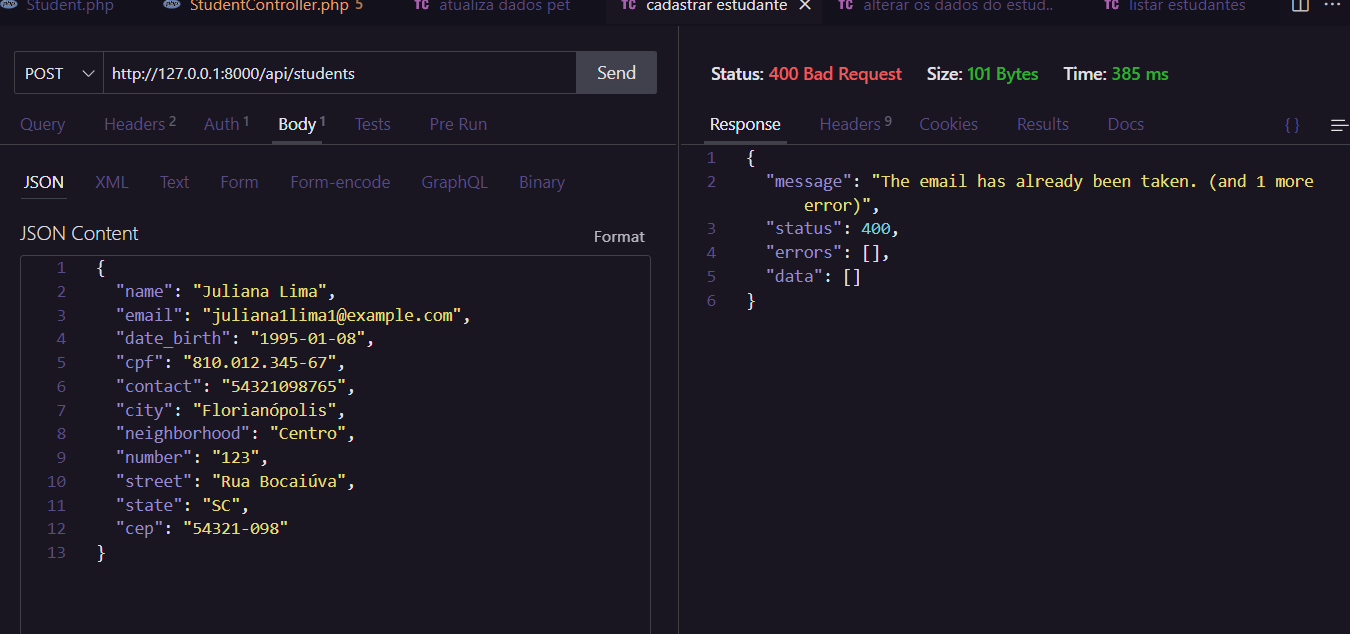 Student.php StudentController.php 5 TC atualiza dados pet TC cadastrar estudante TC alterar os dados do estud.. TC listar estudantes
POST http://127.0.0.1:8000/api/students Send
Query Headers 2 Auth 1 Body 1 Tests Pre Run
JSON XML Text Form Form-encode GraphQL Binary
JSON Content
Format
1 {
2 "name": "Juliana Lima",
3 "email": "juliana1lima1@example.com",
4 "date_birth": "1995-01-08",
5 "cpf": "810.012.345-67",
6 "contact": "54321098765",
7 "city": "Florianópolis",
8 "neighborhood": "Centro",
9 "number": "123",
10 "street": "Rua Bocaiúva",
11 "state": "SC",
12 "cep": "54321-098"
13 }
Status: 400 Bad Request Size: 101 Bytes Time: 385 ms
Response Headers 9 Cookies Results Docs { }
1 {
2 "message": "The email has already been taken. (and 1 more
error)",
3 "status": 400,
4 "errors": [],
5 "data": []
6 }